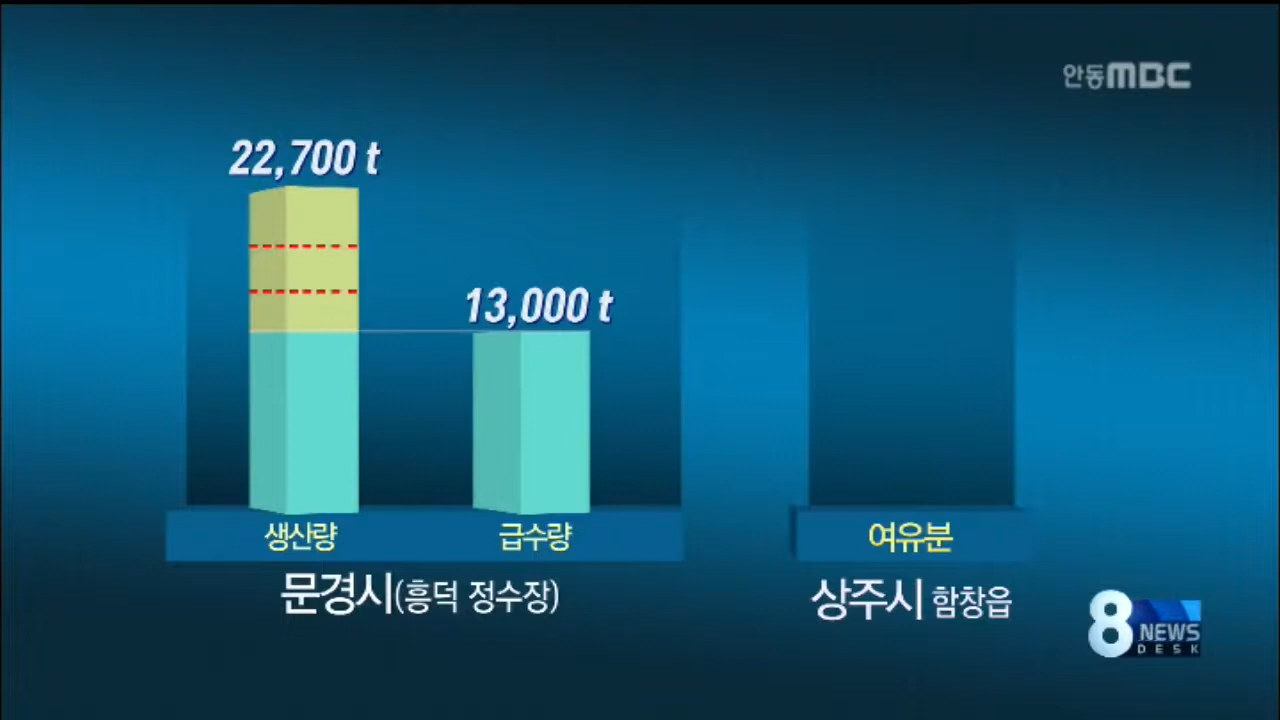 안동MBC
22,700 t
13,000 t
생산량
급수량
여유분
문경시(흥덕 정수장)
상주시 함창읍
8 NEWS
DESK